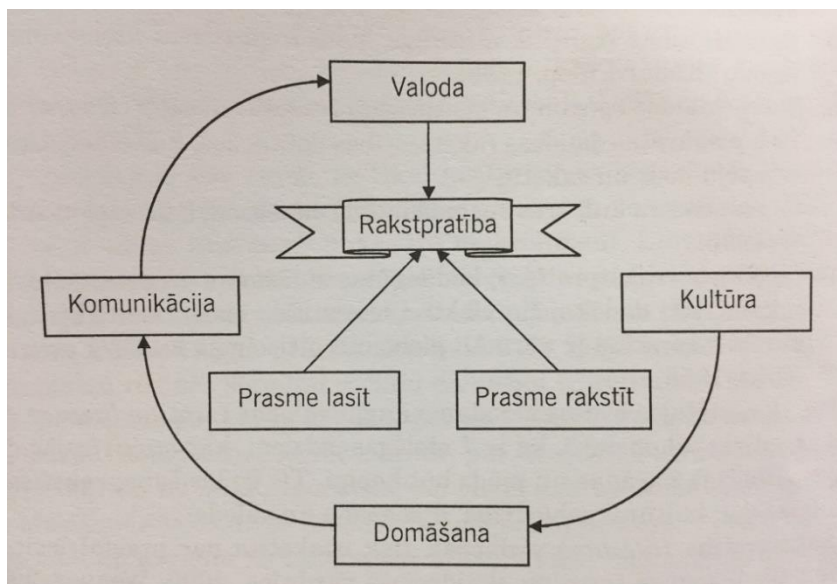 Valoda
Rakstpratība
Komunikācija
Kultūra
Prasme lasīt
Prasme rakstīt
Domāšana